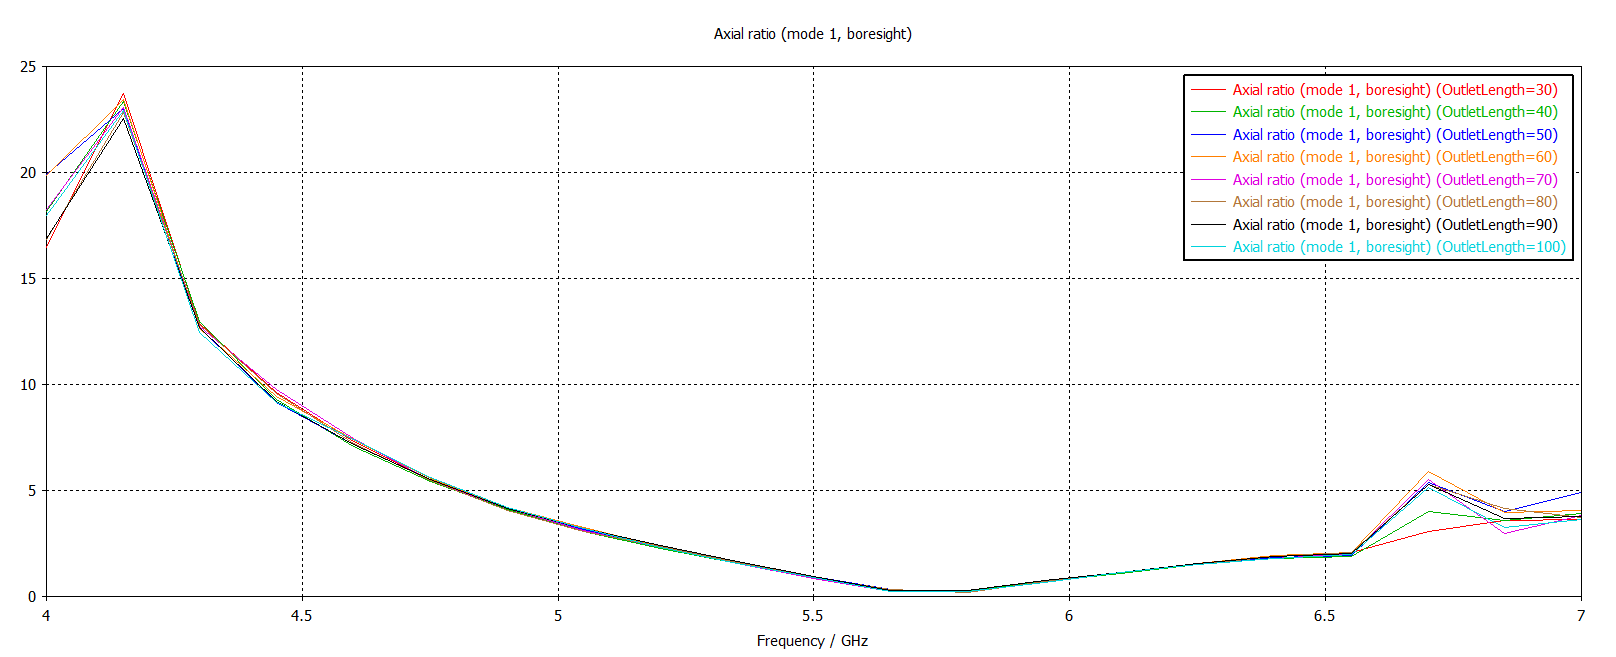 Axial ratio (mode 1, boresight)
25
20
15
10
5
0
Axial ratio (mode 1, boresight) (OutletLength=30)
Axial ratio (mode 1, boresight) (OutletLength=40)
Axial ratio (mode 1, boresight) (OutletLength=50)
Axial ratio (mode 1, boresight) (OutletLength=60)
Axial ratio (mode 1, boresight) (OutletLength=70)
Axial ratio (mode 1, boresight) (OutletLength=80)
Axial ratio (mode 1, boresight) (OutletLength=90)
Axial ratio (mode 1, boresight) (OutletLength=100)
4 4.5 5 5.5 6 6.5 7
Frequency / GHz